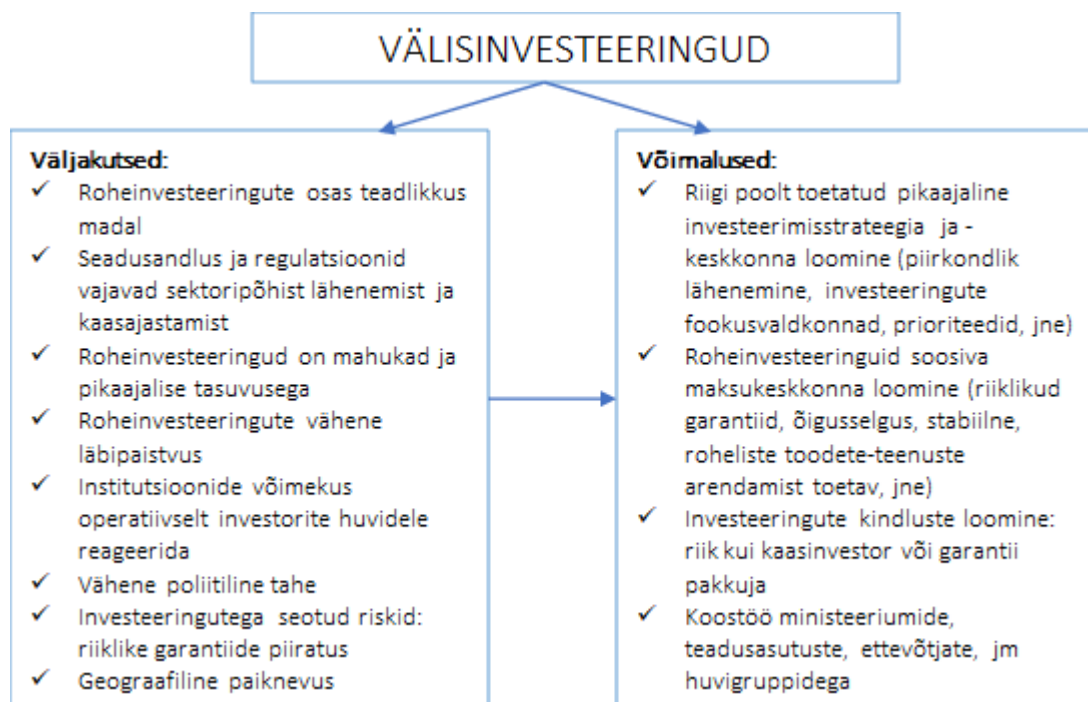 VÄLISINVESTEERINGUD
Väljakutsed:
✓ Roheinvesteeringute osas teadlikkus
madal
✓ Seadusandlus ja regulatsioonid
vajavad sektoripõhist lähenemist ja
kaasajastamist
✓ Roheinvesteeringud on mahukad ja
pikaajalise tasuvusega
✓ Roheinvesteeringute vähene
läbipaistvus
✓ Institutsioonide võimekus
operatiivselt investorite huvidele
reageerida
✓ Vähene poliitiline tahe
✓ Investeeringutega seotud riskid:
riiklike garantiide piiratus
✓ Geograafiline paiknevus
Võimalused:
✓ Riigi poolt toetatud pikaajaline
investeerimisstrateegia ja -
keskkonna loomine (piirkondlik
lähenemine, investeeringute
fookusvaldkonnad, prioriteedid, jne)
✓ Roheinvesteeringuid soosiva
maksukeskkonna loomine (riiklikud
garantiid, õigusselgus, stabiilne,
roheliste toodete-teenuste
arendamist toetav, jne)
✓ Investeeringute kindluste loomine:
riik kui kaasinvestor või garantii
pakkuja
✓ Koostöö ministeeriumide,
teadusasutuste, ettevõtjate, jm
huvigruppidega